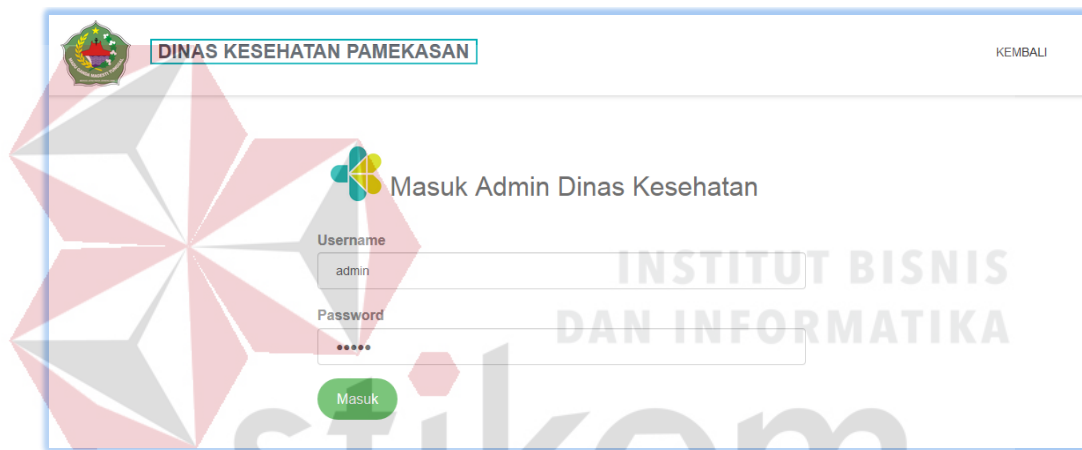 DINAS KESEHATAN PAMEKASAN
KEMBALI
Masuk Admin Dinas Kesehatan
Username
admin
INSTITUT BISNIS
Password
DAN INFORMATIKA
•••••
Masuk
stikom